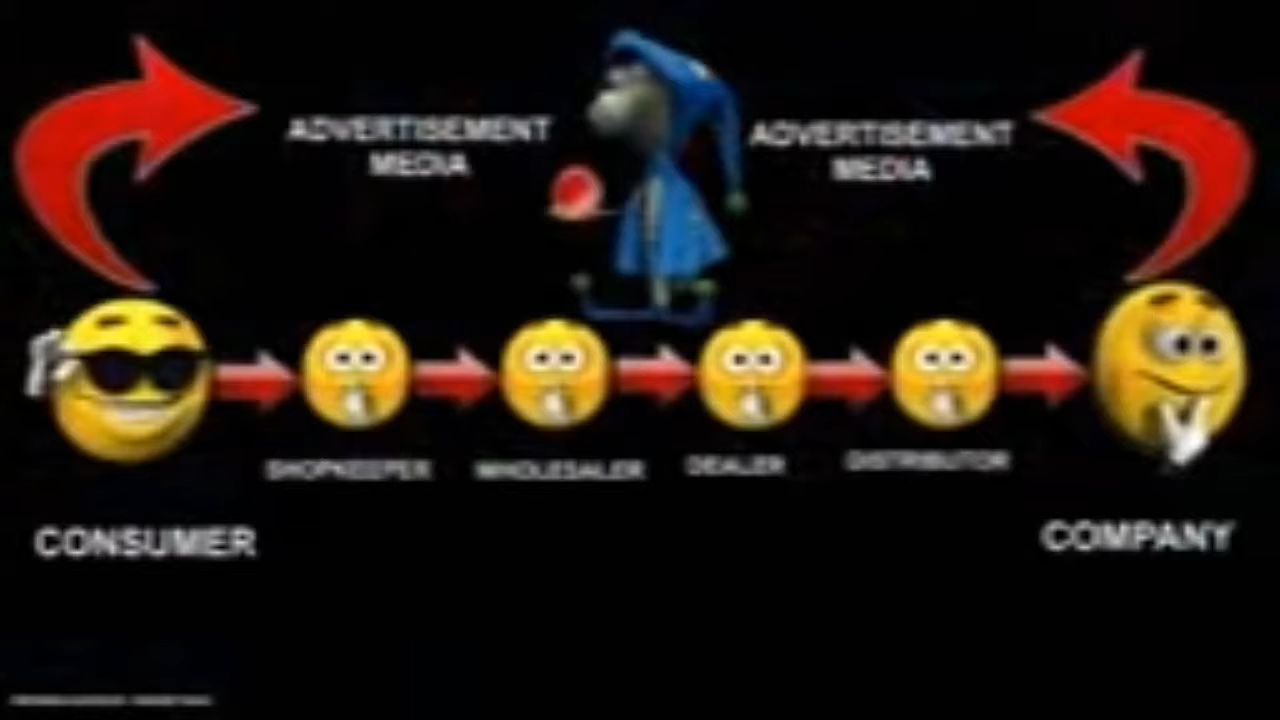 ADVERTISEMENT
MEDIA
ADVERTISEMENT
MEDIA
SHOPKEEPER
WHOLESALER
DEALER
DISTRIBUTOR
CONSUMER
COMPANY